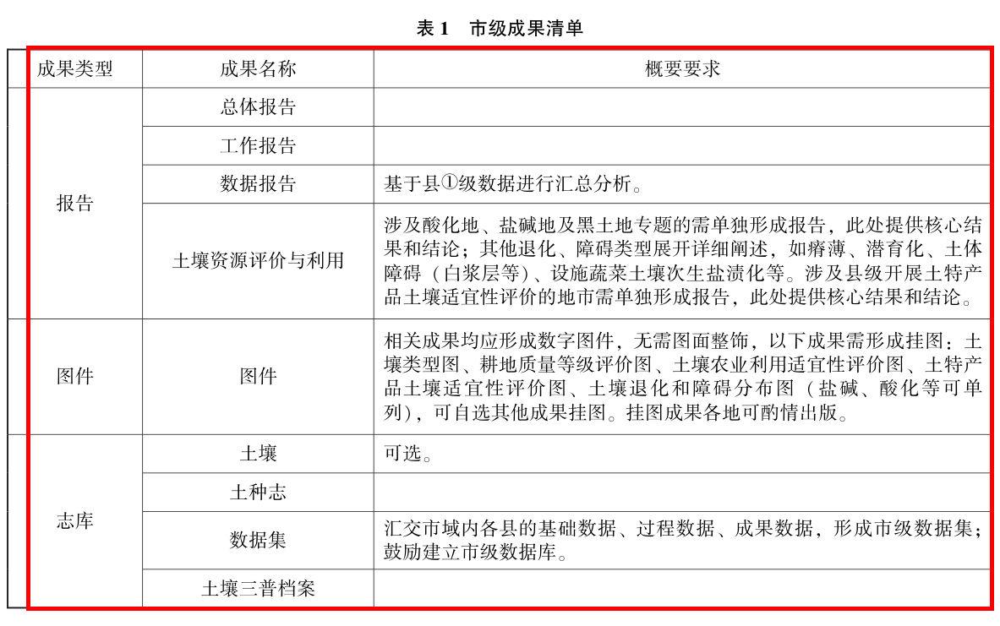 表 1 市级成果清单
成果类型 成果名称 概要要求
报告
总体报告
工作报告
数据报告 基于县①级数据进行汇总分析。
土壤资源评价与利用
涉及酸化地、盐碱地及黑土地专题的需单独形成报告，此处提供核心结
果和结论；其他退化、障碍类型展开详细阐述，如瘠薄、潜育化、土体
障碍（白浆层等）、设施蔬菜土壤次生盐渍化等。涉及县级开展土特产
品土壤适宜性评价的地市需单独形成报告，此处提供核心结果和结论。
图件 图件
相关成果均应形成数字图件，无需图面整饰，以下成果需形成挂图：土
壤类型图、耕地质量等级评价图、土壤农业利用适宜性评价图、土特产
品土壤适宜性评价图、土壤退化和障碍分布图（盐碱、酸化等可单
列），可自选其他成果挂图。挂图成果各地可酌情出版。
志库
土壤 可选。
土种志
数据集
汇交市域内各县的基础数据、过程数据、成果数据，形成市级数据集；
鼓励建立市级数据库。
土壤三普档案